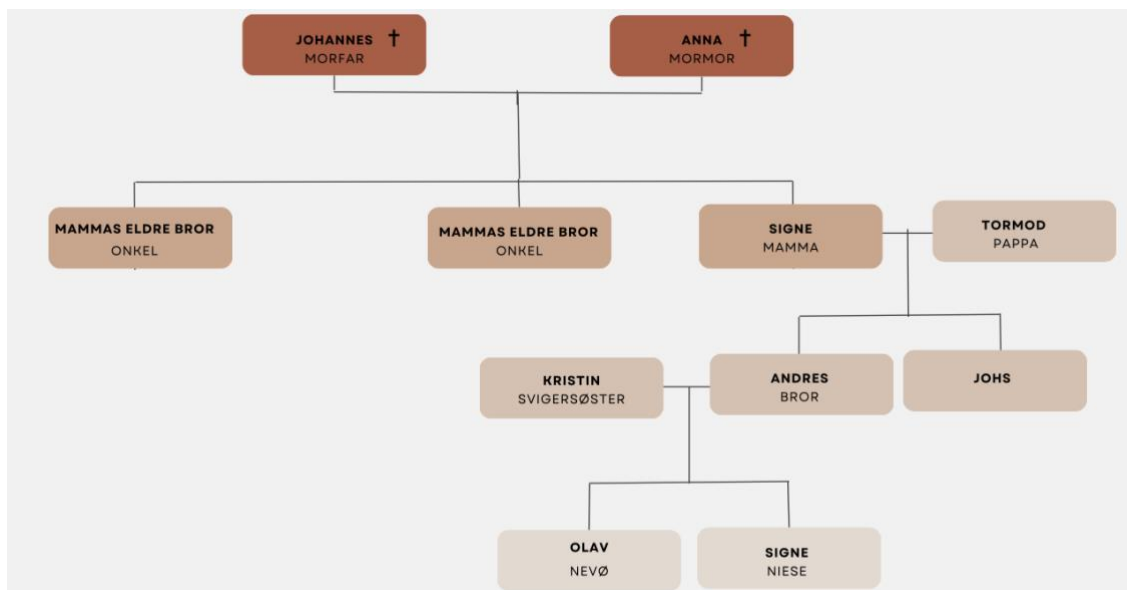 JOHANNES †
MORFAR
ANNA †
MORMOR
MAMMAS ELDRE BROR
ONKEL
MAMMAS ELDRE BROR
ONKEL
SIGNE
MAMMA
TORMOD
PAPPA
KRISTIN
SVIGERSØSTER
ANDRES
BROR
JOHS
OLAV
NEVØ
SIGNE
NIESE